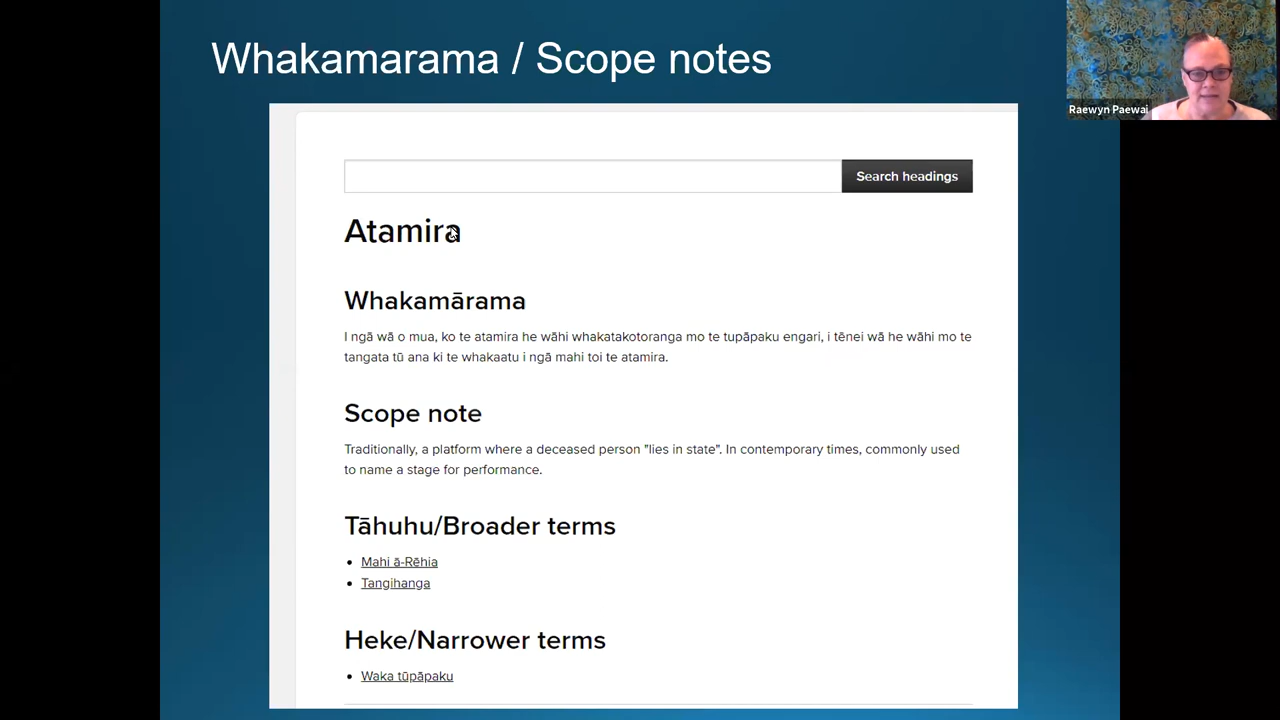 Whakamarama / Scope notes
Raewyn Paewai
Search headings
Atamira
Whakamārama
I ngā wā o mua, ko te atamira he wāhi whakatakotoranga mo te tupāpaku engari, i tēnei wā he wāhi mo te
tangata tū ana ki te whakaatu i ngā mahi toi te atamira.
Scope note
Traditionally, a platform where a deceased person "lies in state". In contemporary times, commonly used
to name a stage for performance.
Tāhuhu/Broader terms
Mahi ā-Rēhia
Tangihanga
Heke/Narrower terms
Waka tūpāpaku